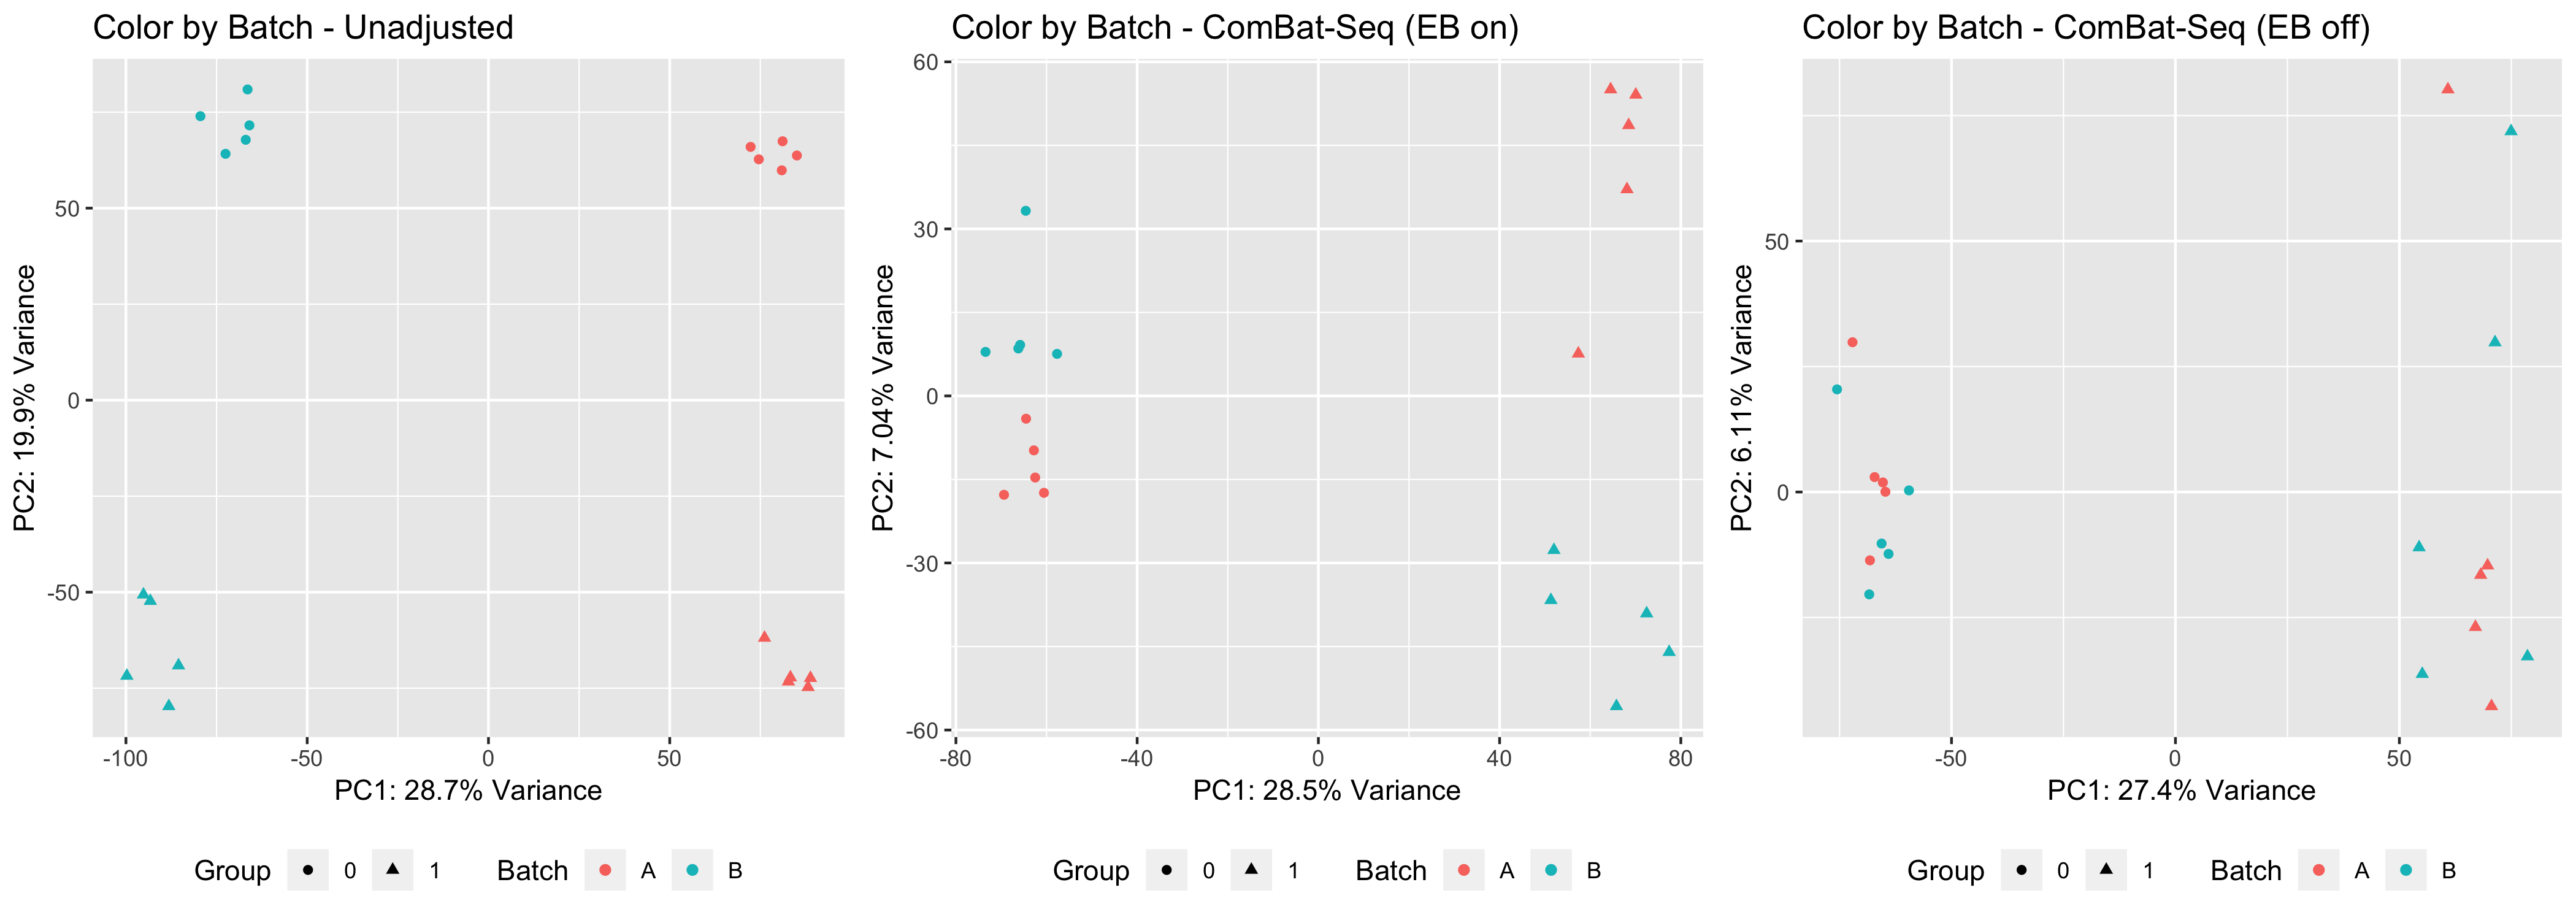 Color by Batch - Unadjusted
50
0
-50
PC2: 19.9% Variance
-100 -50 0 50
PC1: 28.7% Variance
Group 0 1 Batch A B
Color by Batch - ComBat-Seq (EB on)
60
30
0
-30
-60
PC2: 7.04% Variance
-80 -40 0 40 80
PC1: 28.5% Variance
Group 0 1 Batch A B
Color by Batch - ComBat-Seq (EB off)
50
0
PC2: 6.11% Variance
-50 0 50
PC1: 27.4% Variance
Group 0 1 Batch A B